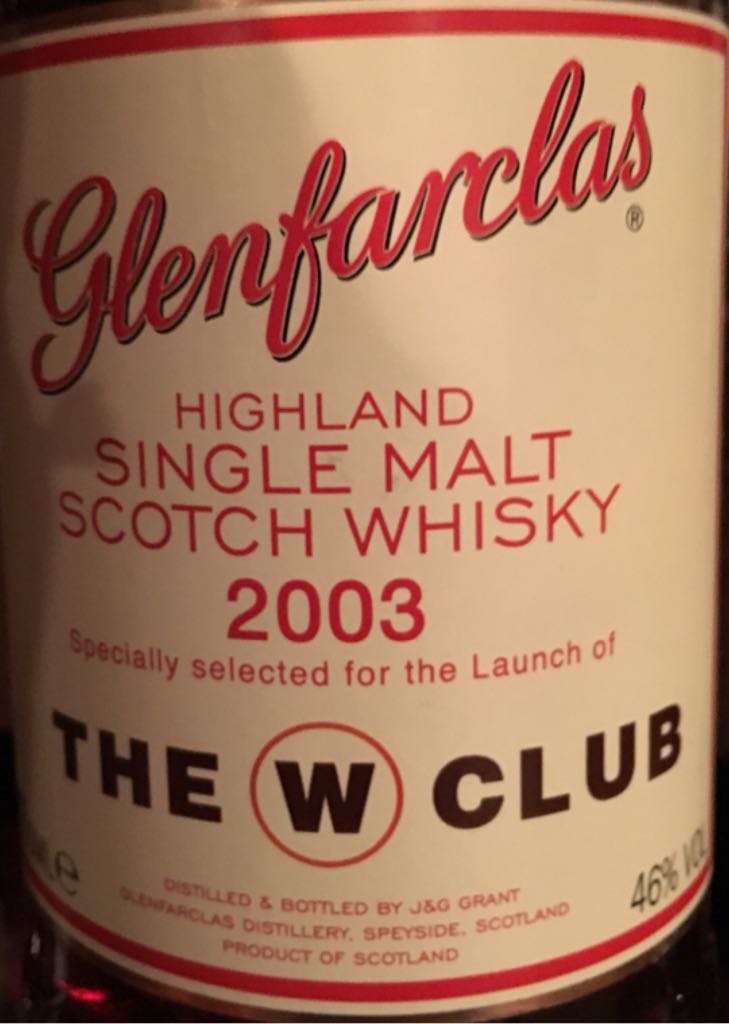 Glenfarclas®
HIGHLAND
SINGLE MALT
SCOTCH WHISKY
2003
Specially selected for the Launch of
THE W CLUB
e 46% VOL
DISTILLED & BOTTLED BY J&G GRANT
GLENFARCLAS DISTILLERY, SPEYSIDE, SCOTLAND
PRODUCT OF SCOTLAND